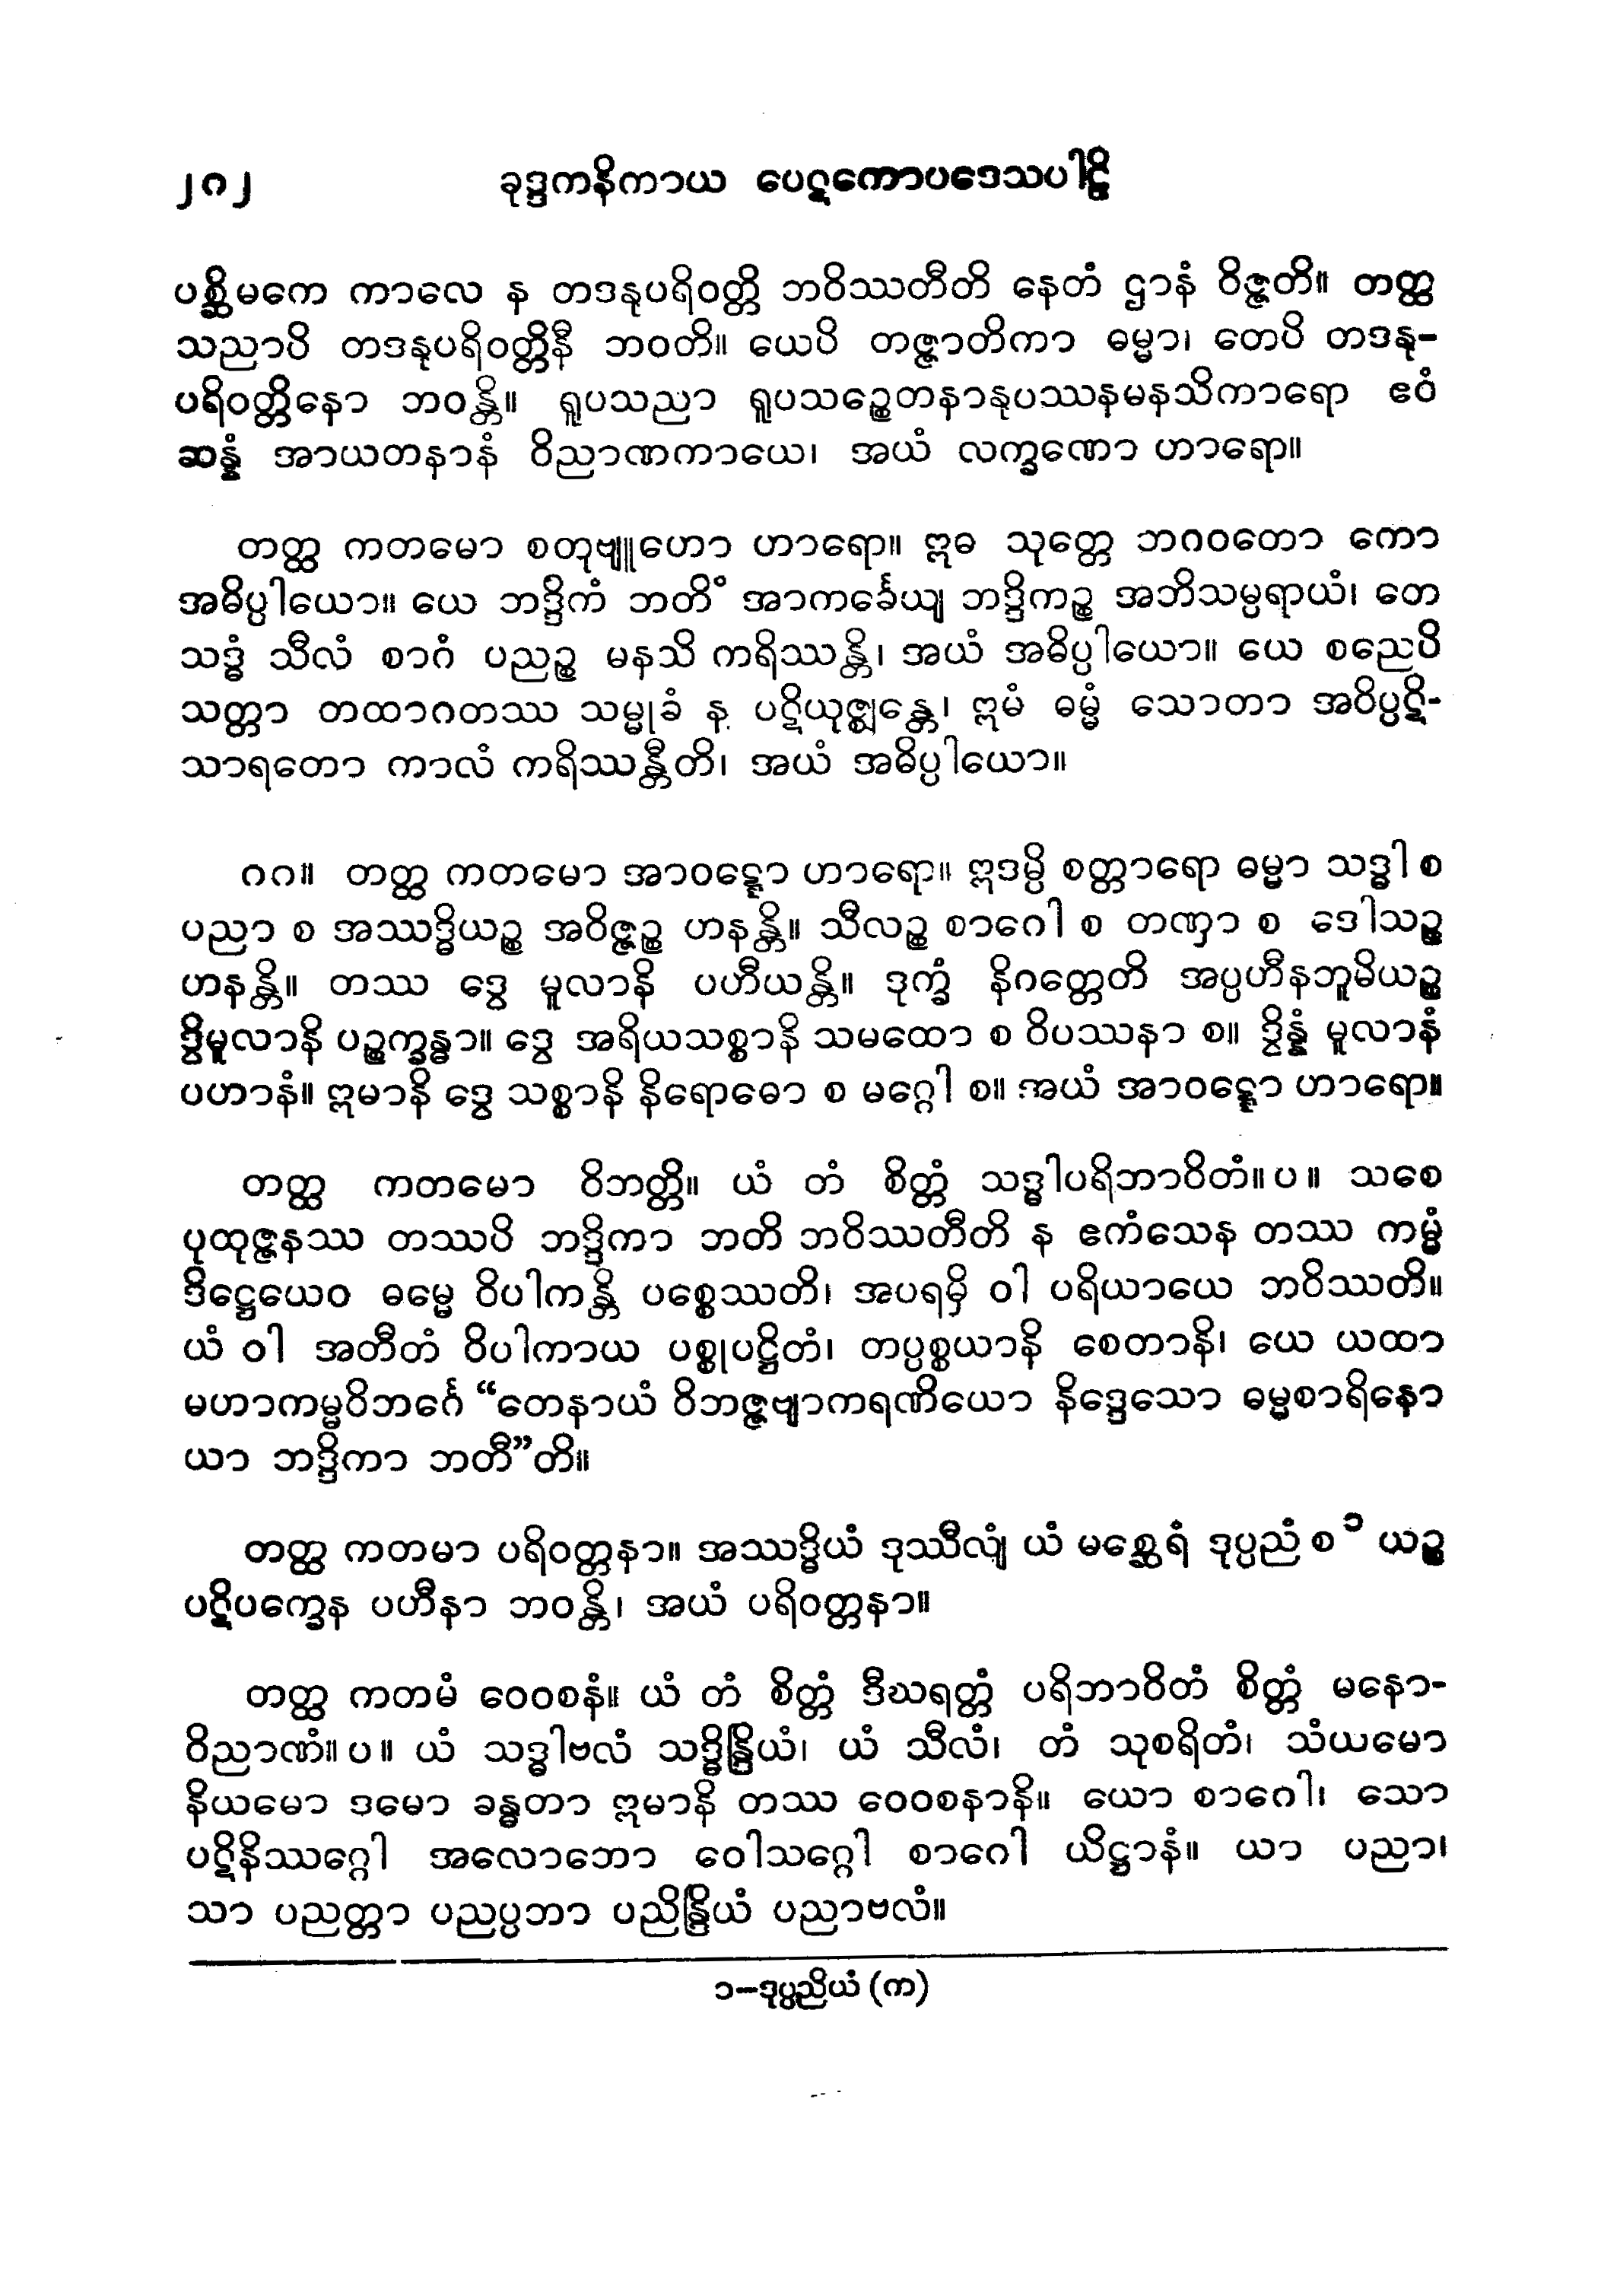 ၂၈၂ ခုဒ္ဒကနိကာယ ပေဋကောပဒေသပါဠိ
ပစ္ဆိမကေ ကာလေ န တဒနုပရိဝတ္တိ ဘဝိဿတီတိ နေတံ ဌာနံ ဝိဇ္ဇတိ။ တတ္ထ
သညာပိ တဒနုပရိဝတ္တိနီ ဘဝတိ။ ယေပိ တဇ္ဇာတိကာ ဓမ္မာ၊ တေပိ တဒနု-
ပရိဝတ္တိနော ဘဝန္တိ။ ရူပသညာ ရူပသဉ္စေတနာနုပဿနမနသိကာရော ဧဝံ
ဆန္နံ အာယတနာနံ ဝိညာဏကာယေ၊ အယံ လက္ခဏော ဟာရော။
တတ္ထ ကတမော စတုဗျူဟော ဟာရော။ ဣဓ သုတ္တေ ဘဂဝတော ကော
အဓိပ္ပါယော။ ယေ ဘဒ္ဒိကံ ဘတိံ အာကင်္ခေယျ ဘဒ္ဒိကဉ္စ အဘိသမ္ပရာယံ၊ တေ
သဒ္ဓံ သီလံ စာဂံ ပညဉ္စ မနသိ ကရိဿန္တိ၊ အယံ အဓိပ္ပါယော။ ယေ စညေပိ
သတ္တာ တထာဂတဿ သမ္မုခံ န ပဋိယုဇ္ဈန္တေ၊ ဣမံ ဓမ္မံ သောတာ အဝိပ္ပဋိ-
သာရတော ကာလံ ကရိဿန္တီတိ၊ အယံ အဓိပ္ပါယော။
၈၈။ တတ္ထ ကတမော အာဝဋ္ဋော ဟာရော။ ဣဒမ္ပိ စတ္တာရော ဓမ္မာ သဒ္ဓါ စ
ပညာ စ အဿဒ္ဓိယဉ္စ အဝိဇ္ဇဉ္စ ဟနန္တိ။ သီလဉ္စ စာဂေါ စ တဏှာ စ ဒေါသဉ္စ
ဟနန္တိ။ တဿ ဒွေ မူလာနိ ပဟီယန္တိ။ ဒုက္ခံ နိဂတ္တေတိ အပ္ပဟီနဘူမိယဉ္စ
ဒွိမူလာနိ ပဉ္စက္ခန္ဓာ။ ဒွေ အရိယသစ္စာနိ သမထော စ ဝိပဿနာ စ။ ဒွိန္နံ မူလာနံ
ပဟာနံ။ ဣမာနိ ဒွေ သစ္စာနိ နိရောဓော စ မဂ္ဂေါ စ။ အယံ အာဝဋ္ဋော ဟာရော။
တတ္ထ ကတမော ဝိဘတ္တိ။ ယံ တံ စိတ္တံ သဒ္ဓါပရိဘာဝိတံ။ပ။ သစေ
ပုထုဇ္ဇနဿ တဿပိ ဘဒ္ဒိကာ ဘတိ ဘဝိဿတီတိ န ဧကံသေန တဿ ကမ္မံ
ဒိဋ္ဌေယေဝ ဓမ္မေ ဝိပါကန္တိ ပစ္စေဿတိ၊ အပရမှိ ဝါ ပရိယာယေ ဘဝိဿတိ။
ယံ ဝါ အတီတံ ဝိပါကာယ ပစ္စုပဋ္ဌိတံ၊ တပ္ပစ္စယာနိ စေတာနိ၊ ယေ ယထာ
မဟာကမ္မဝိဘင်္ဂေ “တေနာယံ ဝိဘဇ္ဇဗျာကရဏိယော နိဒ္ဒေသော ဓမ္မစာရိနော
ယာ ဘဒ္ဒိကာ ဘတီ”တိ။
တတ္ထ ကတမာ ပရိဝတ္တနာ။ အဿဒ္ဓိယံ ဒုဿီလျံ ယံ မစ္ဆေရံ ဒုပ္ပညံ စ ၁ ယဉ္စ
ပဋိပက္ခေန ပဟီနာ ဘဝန္တိ၊ အယံ ပရိဝတ္တနာ။
တတ္ထ ကတမံ ဝေဝစနံ။ ယံ တံ စိတ္တံ ဒီဃရတ္တံ ပရိဘာဝိတံ စိတ္တံ မနော-
ဝိညာဏံ။ပ။ ယံ သဒ္ဓါဗလံ သဒ္ဓိန္ဒြိယံ၊ ယံ သီလံ၊ တံ သုစရိတံ၊ သံယမော
နိယမော ဒမော ခန္ဓတာ ဣမာနိ တဿ ဝေဝစနာနိ။ ယော စာဂေါ၊ သော
ပဋိနိဿဂ္ဂေါ အလောဘော ဝေါသဂ္ဂေါ စာဂေါ ယိဋ္ဌာနံ။ ယာ ပညာ၊
သာ ပညတ္တာ ပညပ္ပဘာ ပညိန္ဒြိယံ ပညာဗလံ။
၁-ဒုပ္ပညိယံ (က)